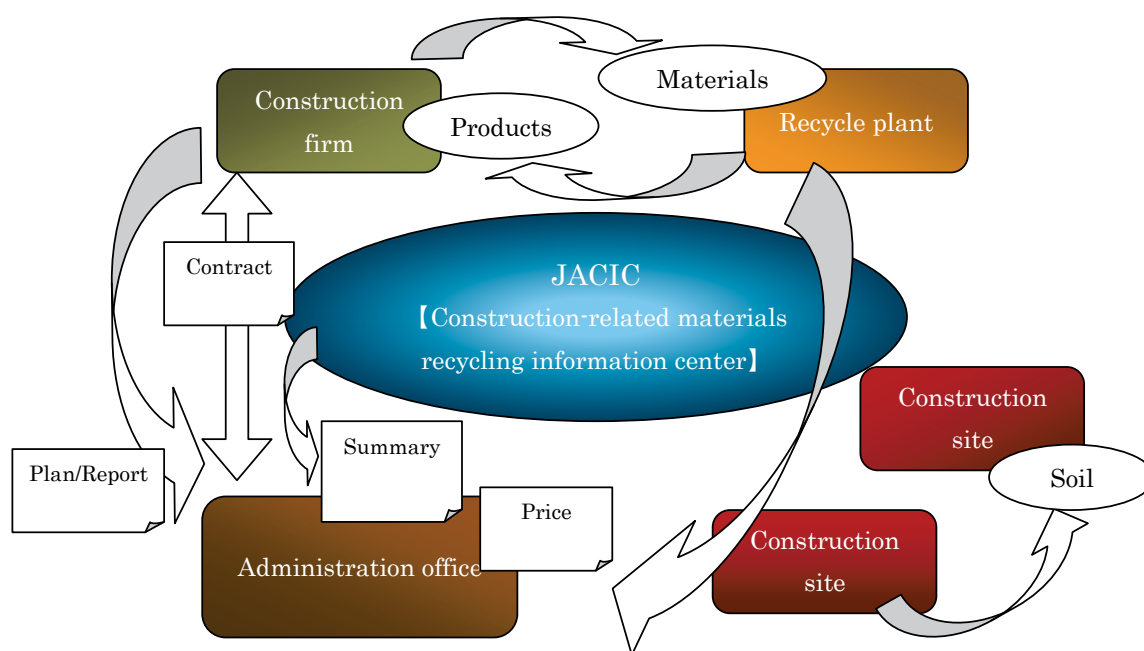 Materials
Construction
firm
Products
Recycle plant
Contract
JACIC
【Construction-related materials
recycling information center】
Construction
site
Soil
Plan/Report
Summary
Price
Administration office
Construction
site